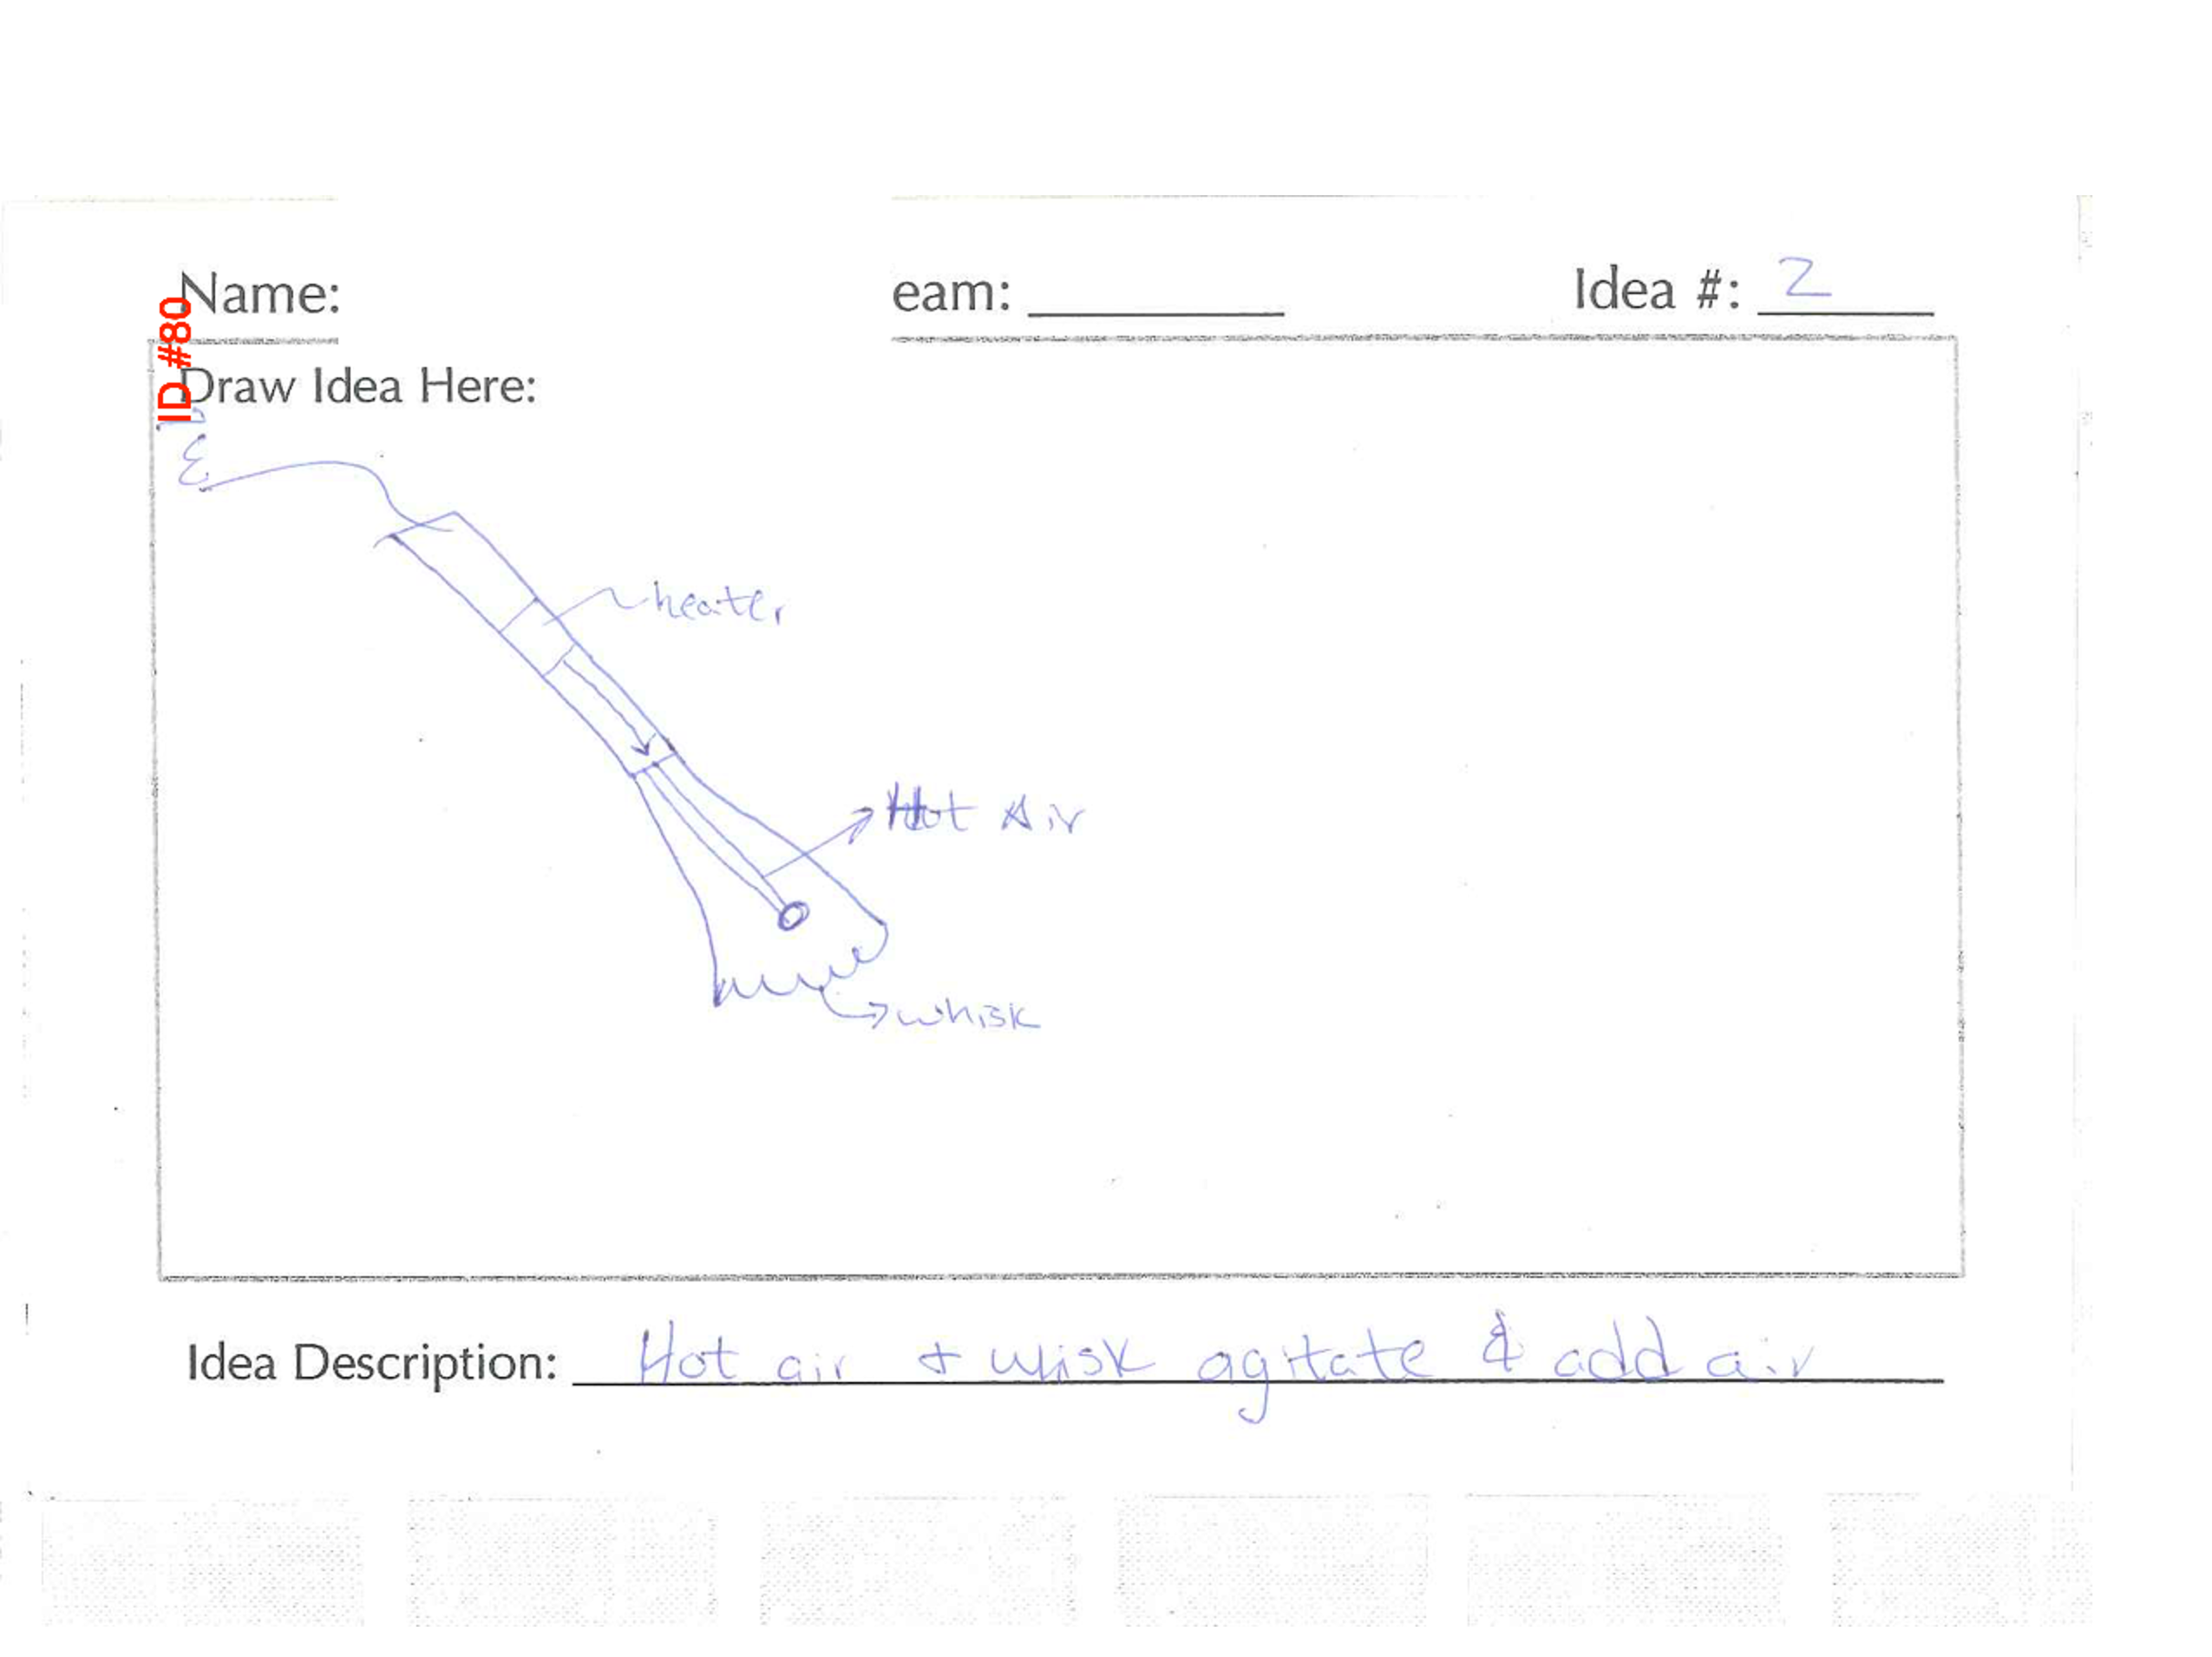 Name: eam: Idea #: 2
ID #80
Draw Idea Here:
heater
Hot Air
whisk
Idea Description: Hot air + whisk agitate & add air